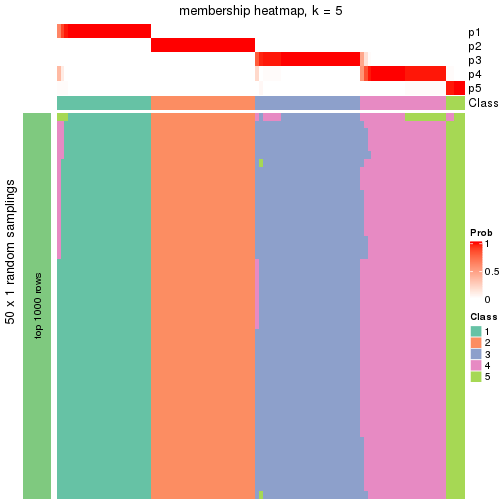 membership heatmap, k = 5
p1
p2
p3
p4
p5
Class
50 x 1 random samplings
top 1000 rows
Prob
1
0.5
0
Class
1
2
3
4
5